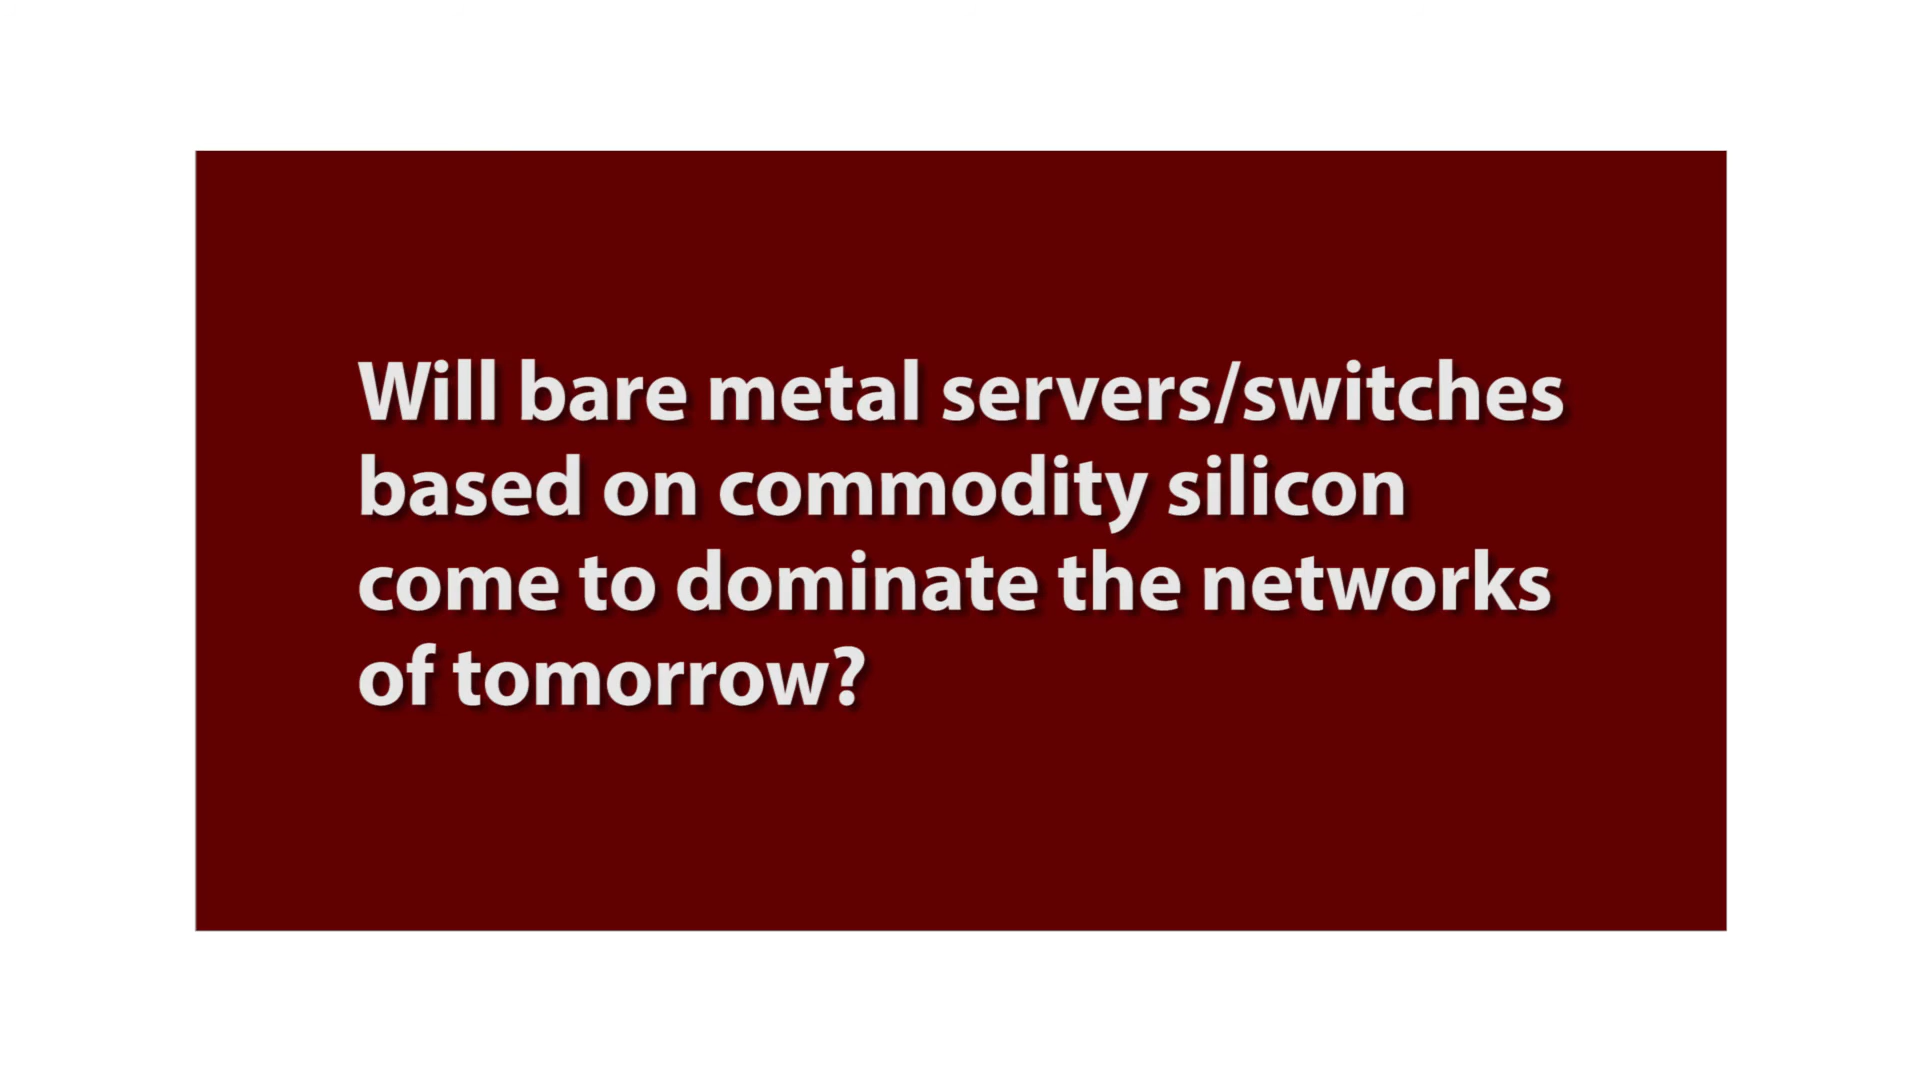 Will bare metal servers/switches
based on commodity silicon
come to dominate the networks
of tomorrow?